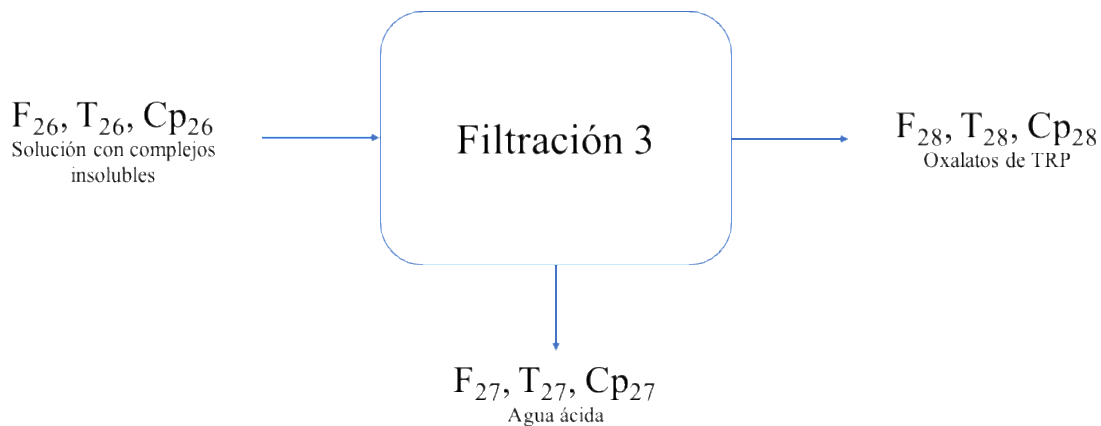 F₂₆, T₂₆, Cp₂₆
Solución con complejos
insolubles
Filtración 3
F₂₈, T₂₈, Cp₂₈
Oxalatos de TRP
F₂₇, T₂₇, Cp₂₇
Agua ácida